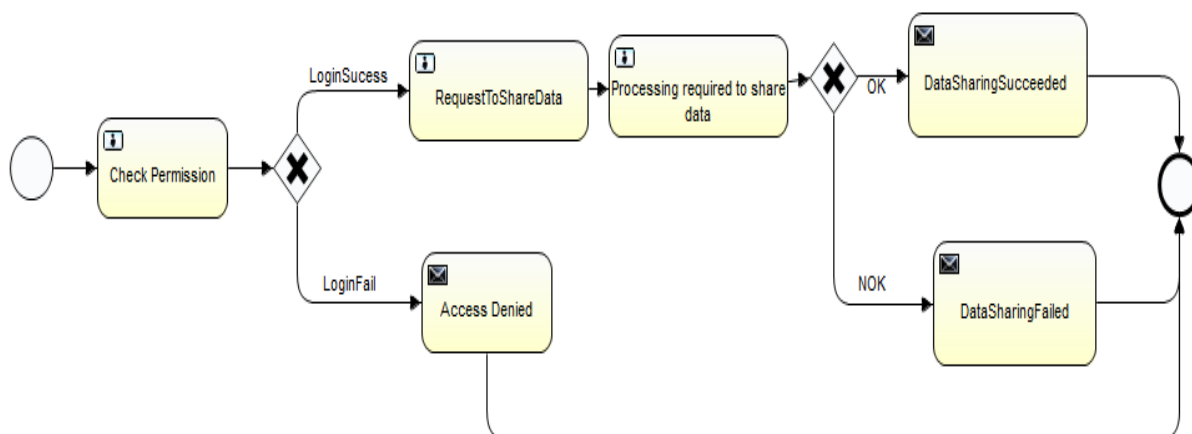 LoginSucess
RequestToShareData
Processing required to share
data
OK
DataSharingSucceeded
Check Permission
LoginFail
Access Denied
NOK
DataSharingFailed